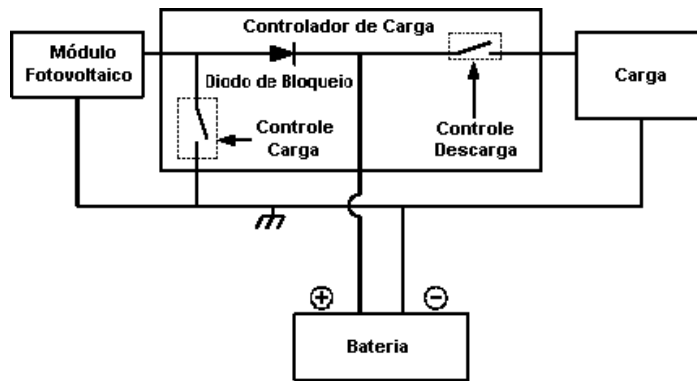 Controlador de Carga
Módulo
Fotovoltaico
Diodo de Bloqueio
Carga
Controle
Carga
Controle
Descarga
+
−
Bateria